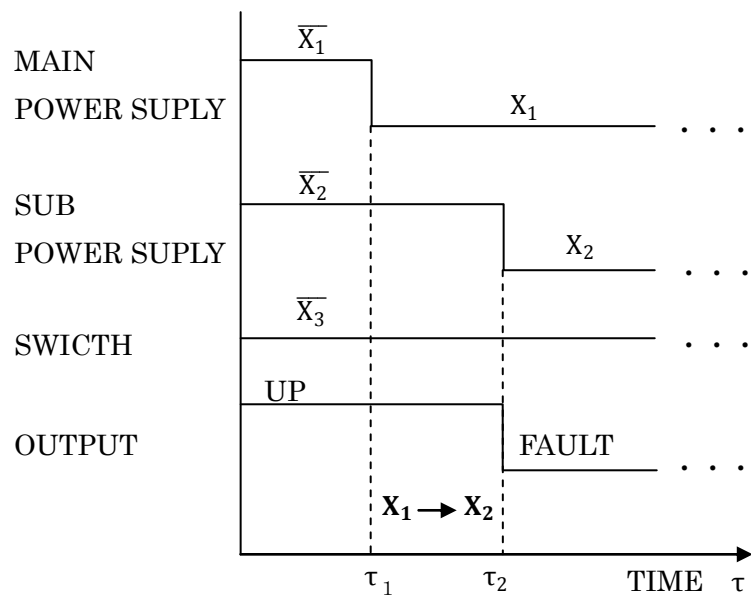 MAIN
POWER SUPLY
X̅₁
X₁
. . .
SUB
POWER SUPLY
X̅₂
X₂
. . .
SWICTH
X̅₃
. . .
OUTPUT
UP
FAULT
. . .
X₁ → X₂
τ₁ τ₂ TIME τ